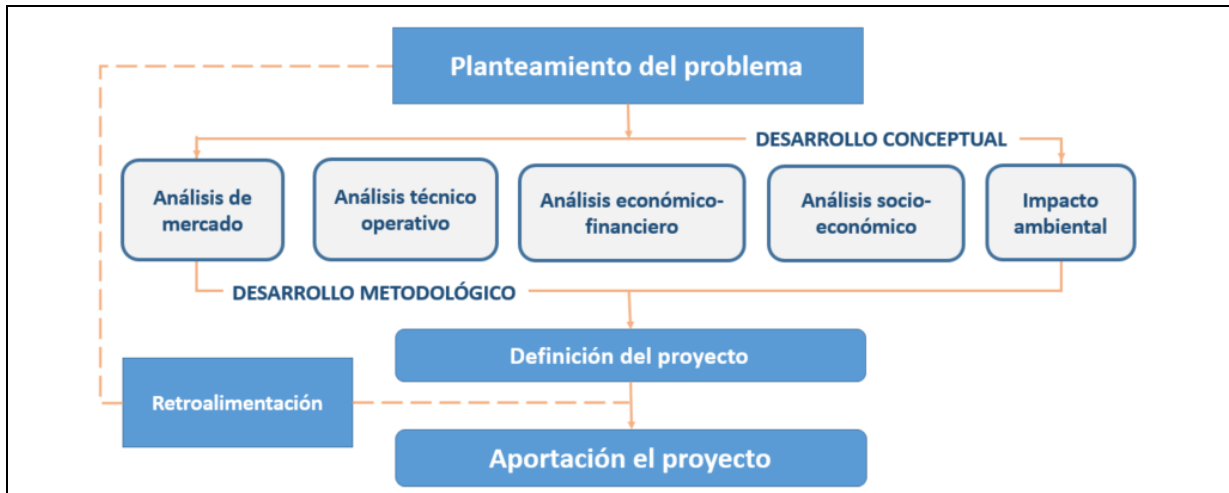 Planteamiento del problema
DESARROLLO CONCEPTUAL
Análisis de
mercado
Análisis técnico
operativo
Análisis económico-
financiero
Análisis socio-
económico
Impacto
ambiental
DESARROLLO METODOLÓGICO
Definición del proyecto
Retroalimentación
Aportación el proyecto